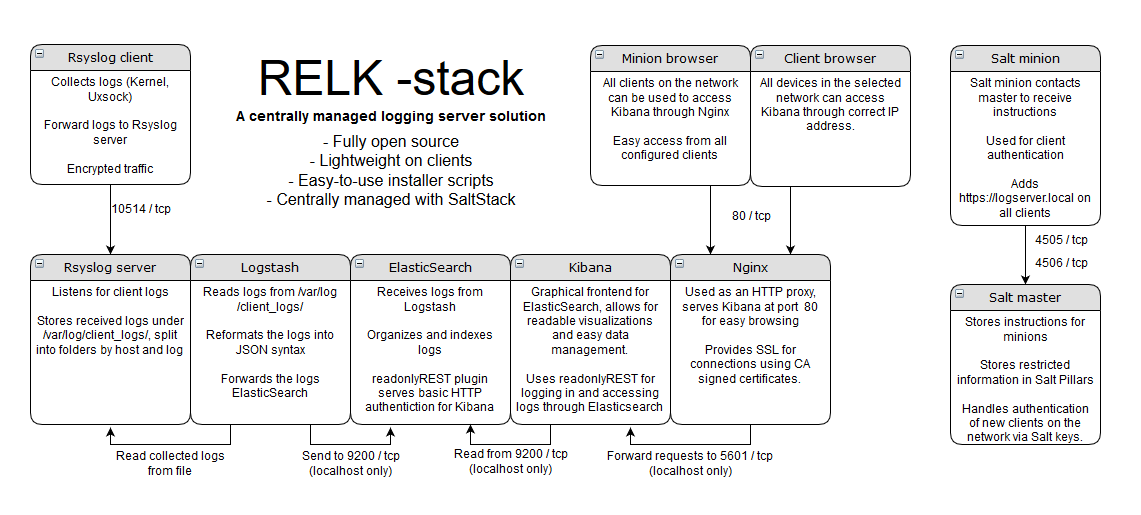 Rsyslog client
Collects logs (Kernel,
Uxsock)
Forward logs to Rsyslog
server
Encrypted traffic
10514 / tcp
RELK -stack
A centrally managed logging server solution
- Fully open source
- Lightweight on clients
- Easy-to-use installer scripts
- Centrally managed with SaltStack
Minion browser
All clients on the network
can be used to access
Kibana through Nginx
Easy access from all
configured clients
Client browser
All devices in the selected
network can access
Kibana through correct IP
address.
80 / tcp
Salt minion
Salt minion contacts
master to receive
instructions
Used for client
authentication
Adds
https://logserver.local on
all clients
4505 / tcp
4506 / tcp
Rsyslog server
Listens for client logs
Stores received logs under
/var/log/client_logs/, split
into folders by host and log
Logstash
Reads logs from /var/log
/client_logs/
Reformats the logs into
JSON syntax
Forwards the logs
ElasticSearch
ElasticSearch
Receives logs from
Logstash
Organizes and indexes
logs
readonlyREST plugin
serves basic HTTP
authentiction for Kibana
Kibana
Graphical frontend for
ElasticSearch, allows for
readable visualizations
and easy data
management.
Uses readonlyREST for
logging in and accessing
logs through Elasticsearch
Nginx
Used as an HTTP proxy,
serves Kibana at port 80
for easy browsing
Provides SSL for
connections using CA
signed certificates.
Salt master
Stores instructions for
minions
Stores restricted
information in Salt Pillars
Handles authentication
of new clients on the
network via Salt keys.
Read collected logs
from file
Send to 9200 / tcp
(localhost only)
Read from 9200 / tcp
(localhost only)
Forward requests to 5601 / tcp
(localhost only)